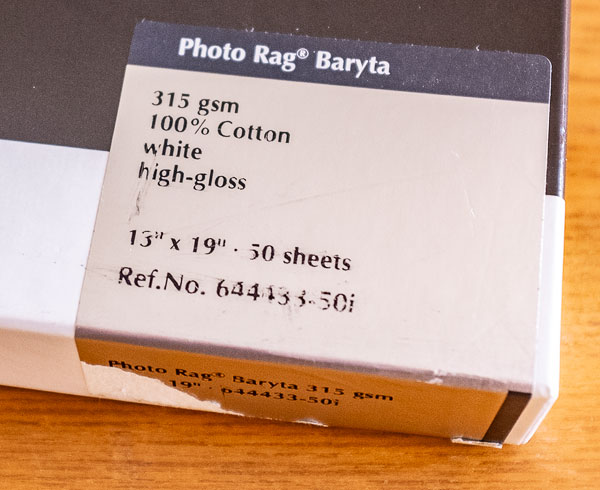 Photo Rag® Baryta
315 gsm
100% Cotton
white
high-gloss
13" x 19" · 50 sheets
Ref.No. 644433-50i
Photo Rag® Baryta 315 gsm
19" · 644433-50i